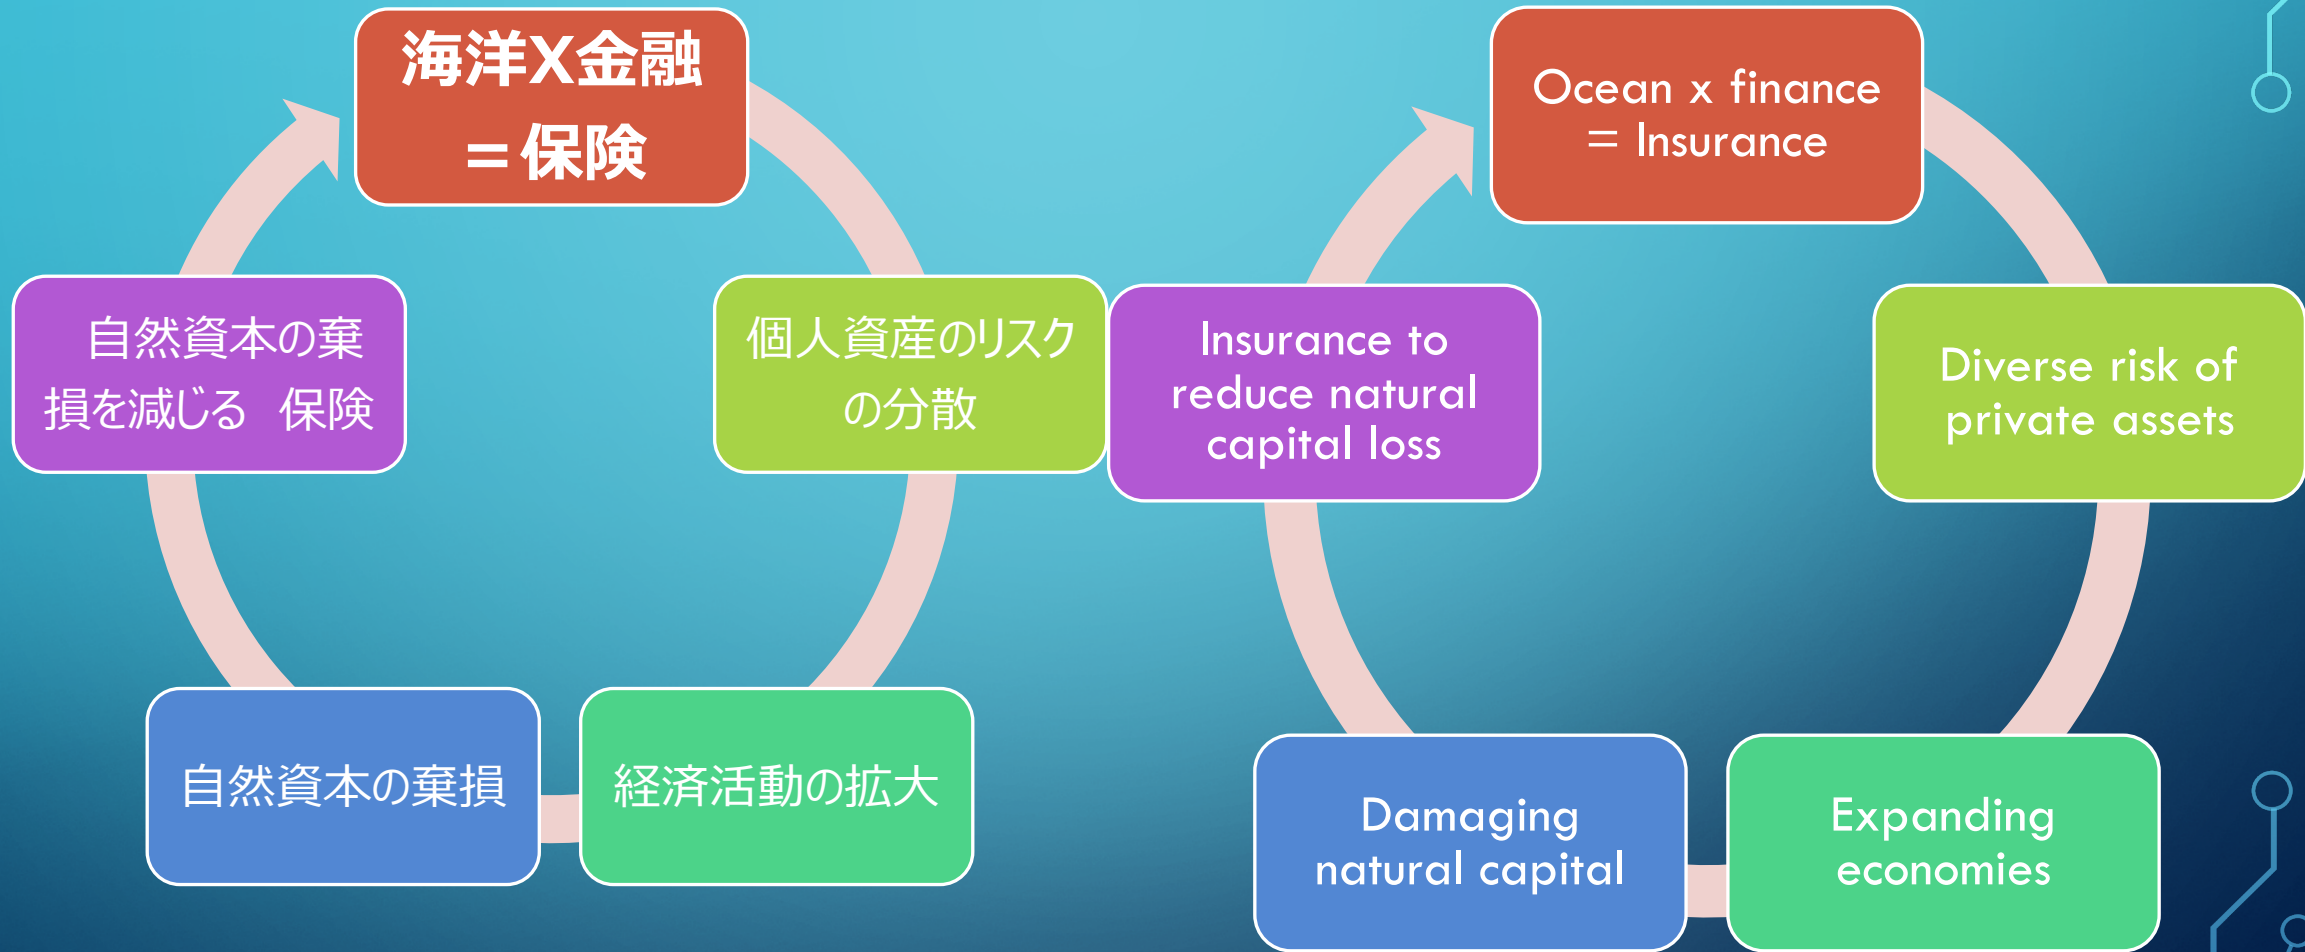 海洋X金融
＝保険
個人資産のリスク
の分散
経済活動の拡大
自然資本の棄損
自然資本の棄
損を減じる　保険
Ocean x finance
= Insurance
Diverse risk of
private assets
Expanding
economies
Damaging
natural capital
Insurance to
reduce natural
capital loss